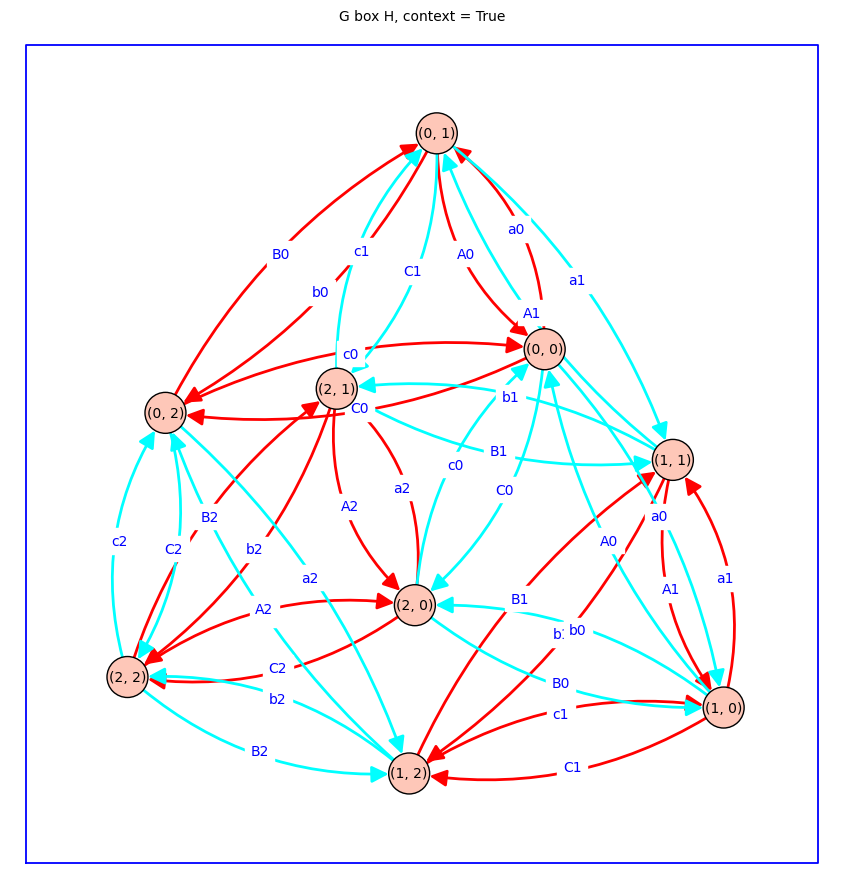 G box H, context = True
(0, 1)
a0
B0
c1
A0
C1
a1
b0
A1
(0, 0)
c0
(2, 1)
b1
(0, 2)
C0
B1
(1, 1)
c0
a2
C0
A2
B2
a0
c2
C2
b2
A0
a2
a1
A1
B1
A2
(2, 0)
b0
C2
(2, 2)
B0
b2
c1
(1, 0)
B2
C1
(1, 2)